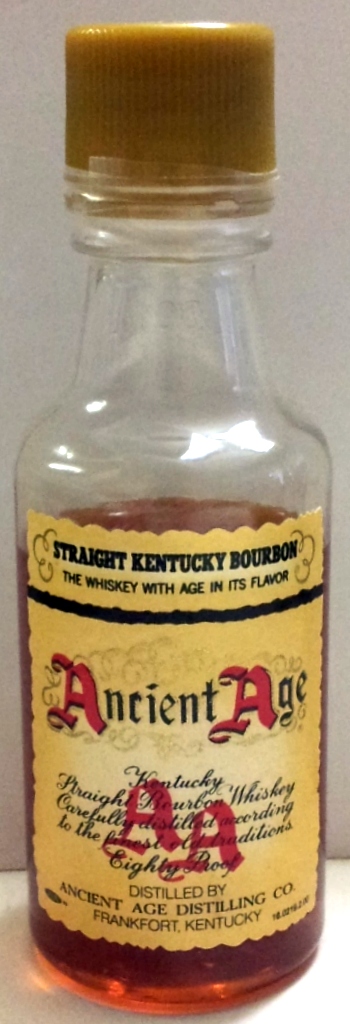 STRAIGHT KENTUCKY BOURBON
THE WHISKEY WITH AGE IN ITS FLAVOR
Ancient Age
AA
Kentucky
Straight Bourbon Whiskey
Carefully distilled according
to the finest old traditions.
Eighty Proof
DISTILLED BY
ANCIENT AGE DISTILLING CO.
FRANKFORT, KENTUCKY